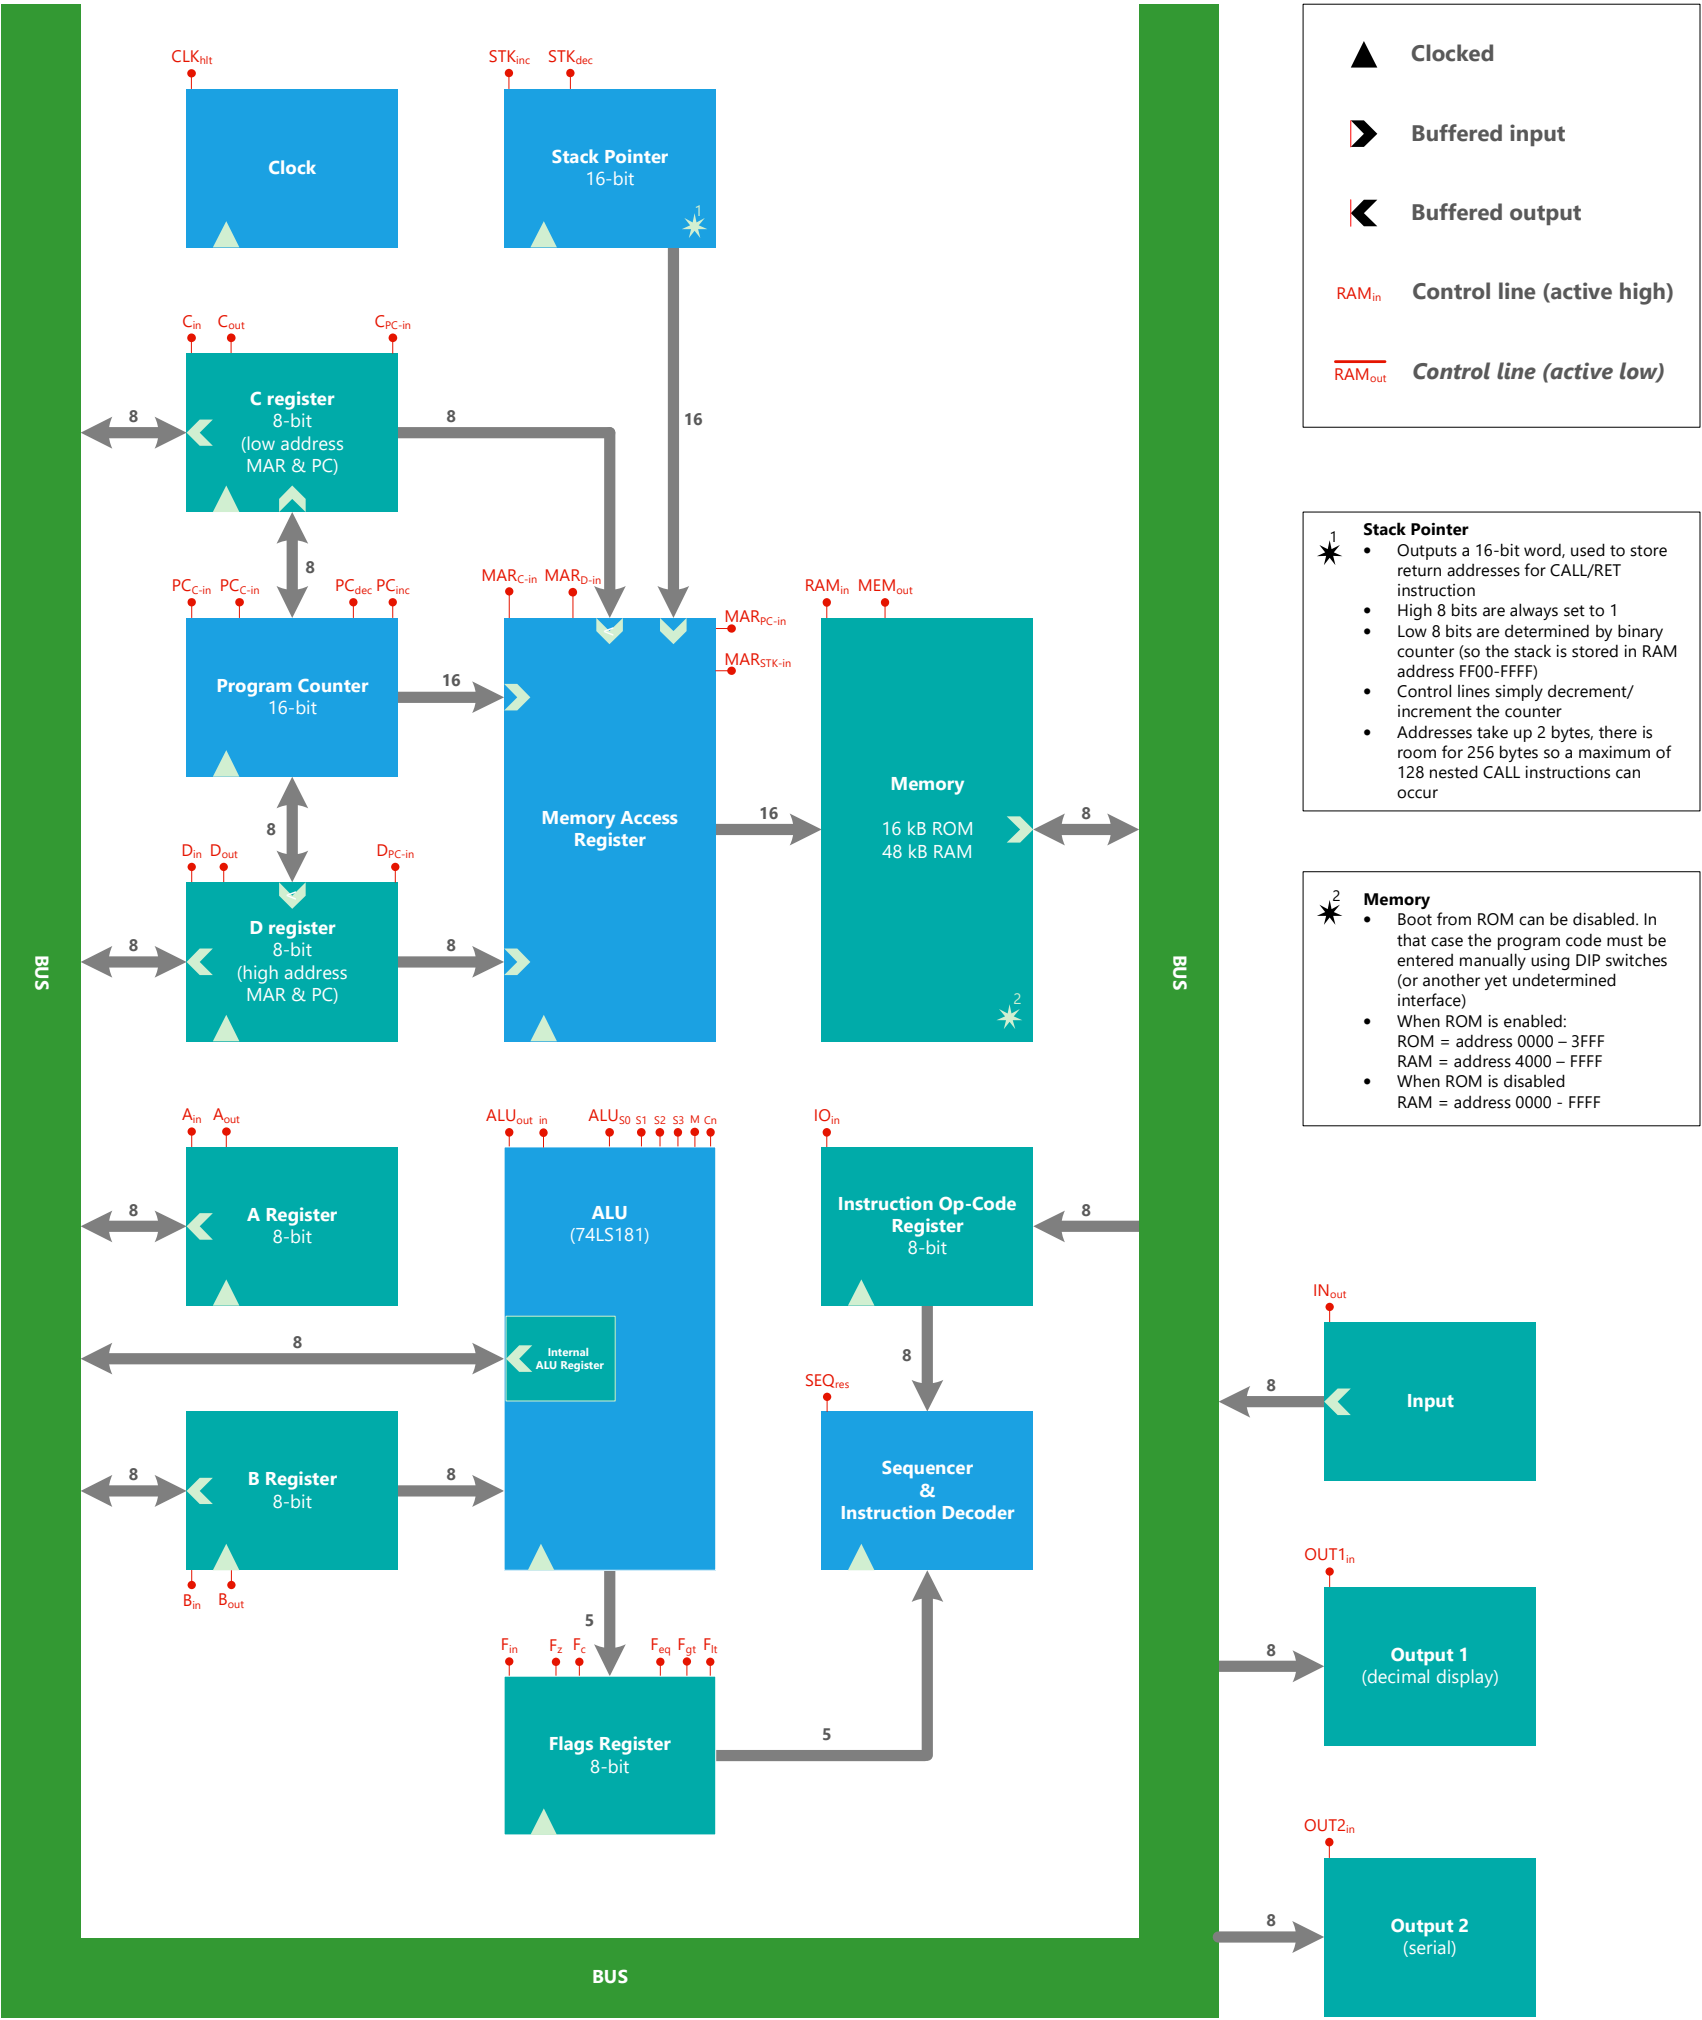 CLKhlt
STKinc STKdec
Clock
Stack Pointer
16-bit
1
Cin Cout CPC-in
C register
8-bit
(low address
MAR & PC)
8
8
16
8
PCC-in PCC-in PCdec PCinc
Program Counter
16-bit
16
8
MARC-in MARD-in
MARPC-in
MARSTK-in
Memory Access
Register
16
RAMin MEMout
Memory
16 kB ROM
48 kB RAM
2
8
Din Dout DPC-in
D register
8-bit
(high address
MAR & PC)
8
8
BUS
BUS
Ain Aout
A Register
8-bit
8
ALUout in ALUS0 S1 S2 S3 M Cn
ALU
(74LS181)
8
Internal
ALU Register
B Register
8-bit
8
8
Bin Bout
IOin
Instruction Op-Code
Register
8-bit
8
8
SEQres
Sequencer
&
Instruction Decoder
5
Fin Fz Fc Feq Fgt Flt
Flags Register
8-bit
5
BUS
Clocked
Buffered input
Buffered output
RAMin Control line (active high)
RAMout Control line (active low)
1 Stack Pointer
• Outputs a 16-bit word, used to store
return addresses for CALL/RET
instruction
• High 8 bits are always set to 1
• Low 8 bits are determined by binary
counter (so the stack is stored in RAM
address FF00-FFFF)
• Control lines simply decrement/
increment the counter
• Addresses take up 2 bytes, there is
room for 256 bytes so a maximum of
128 nested CALL instructions can
occur
2 Memory
• Boot from ROM can be disabled. In
that case the program code must be
entered manually using DIP switches
(or another yet undetermined
interface)
• When ROM is enabled:
ROM = address 0000 – 3FFF
RAM = address 4000 – FFFF
• When ROM is disabled
RAM = address 0000 - FFFF
INout
8
Input
OUT1in
8
Output 1
(decimal display)
OUT2in
8
Output 2
(serial)